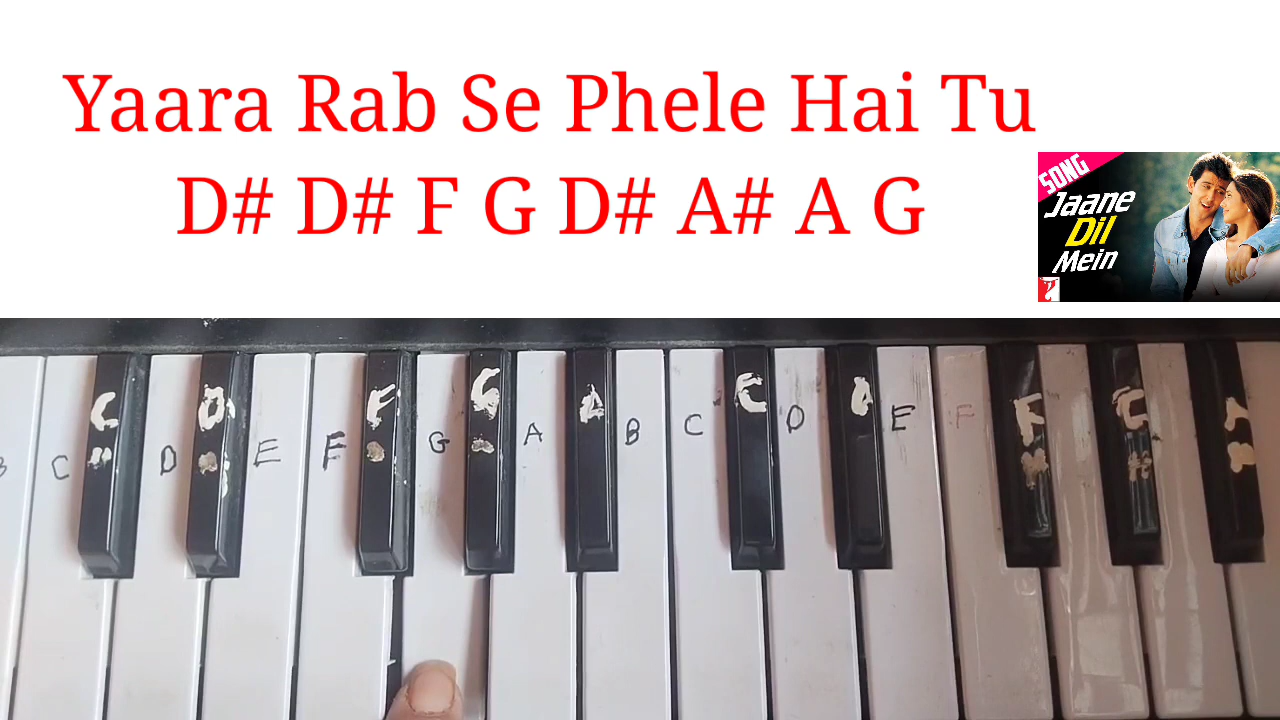 Yaara Rab Se Phele Hai Tu
D# D# F G D# A# A G
SONG
Jaane
Dil
Mein
C D F G A C D F G A
B C D E F G A B C D E F